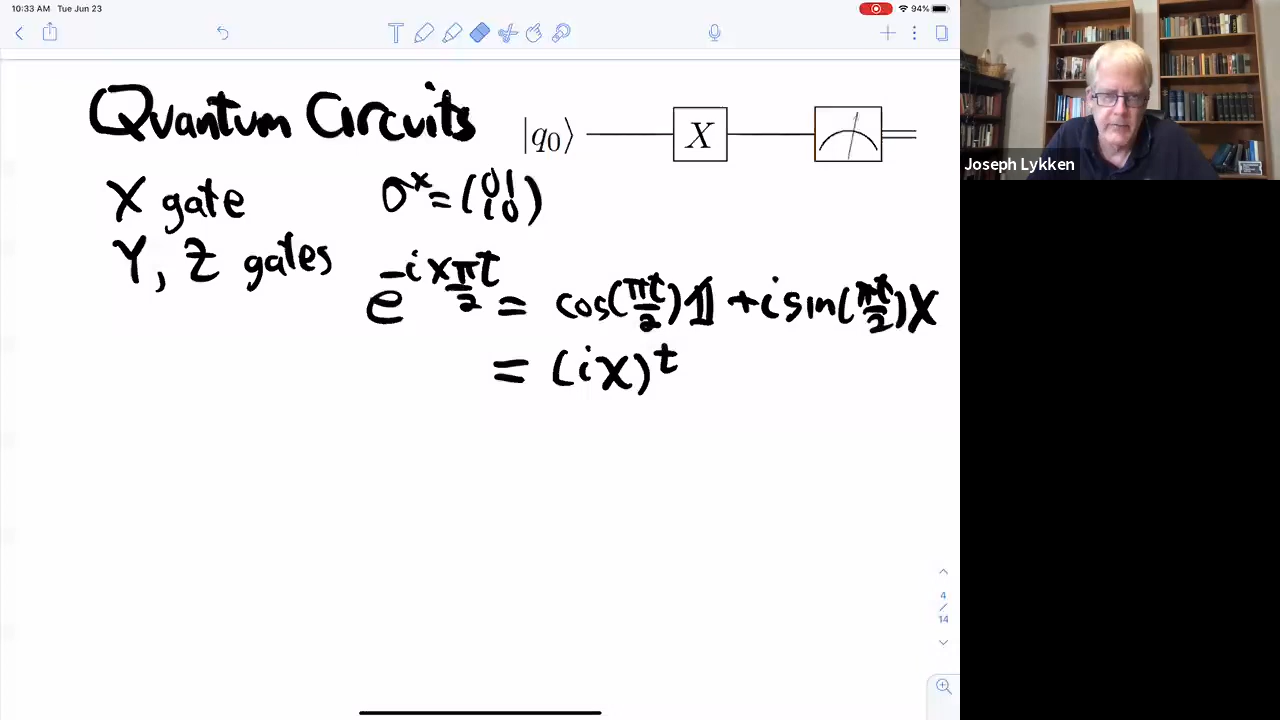 10:33 AM Tue Jun 23
94%
Quantum Circuits
|q₀⟩ X
X gate σˣ = (0 1
1 0)
Y, Z gates
e^(-iX πt/2) = cos(πt/2)𝟙 + i sin(πt/2)X
= (iX)^t
Joseph Lykken
4
/
14